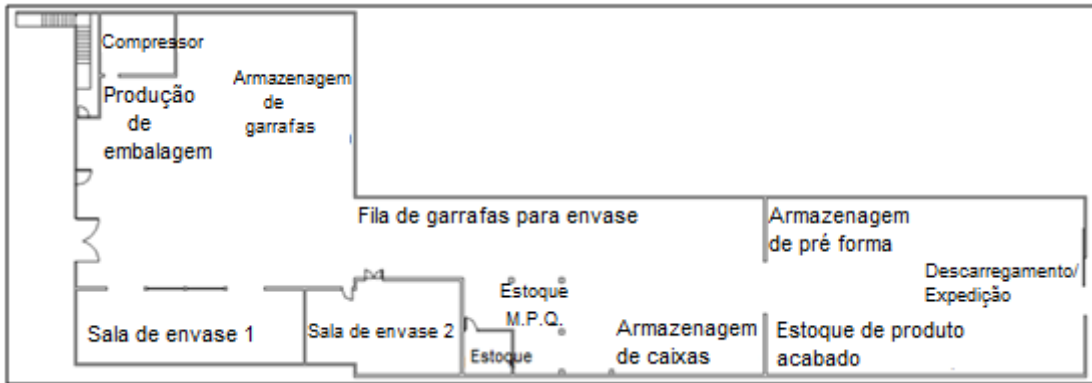 Compressor
Produção
de
embalagem
Armazenagem
de
garrafas
Fila de garrafas para envase
Armazenagem
de pré forma
Descarregamento/
Expedição
Estoque
M.P.Q.
Sala de envase 1
Sala de envase 2
Estoque
Armazenagem
de caixas
Estoque de produto
acabado